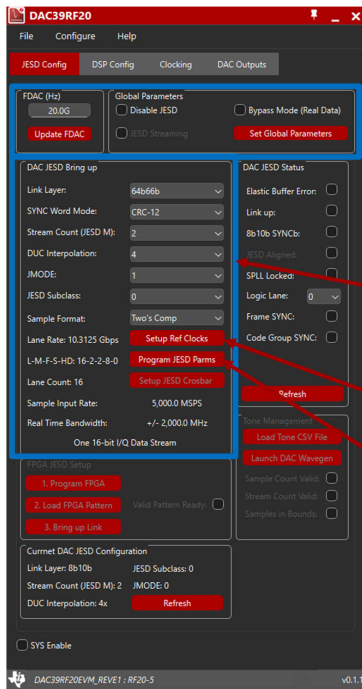 DAC39RF20
File Configure Help
JESD Config DSP Config Clocking DAC Outputs
FDAC (Hz) Global Parameters
20.0G Disable JESD Bypass Mode (Real Data)
Update FDAC JESD Streaming Set Global Parameters
DAC JESD Bring up
Link Layer: 64b66b
SYNC Word Mode: CRC-12
Stream Count (JESD M): 2
DUC Interpolation: 4
JMODE: 1
JESD Subclass: 0
Sample Format: Two's Comp
Lane Rate: 10.3125 Gbps Setup Ref Clocks
L-M-F-S-HD: 16-2-2-8-0 Program JESD Parms
Lane Count: 16 Setup JESD Crosbar
Sample Input Rate: 5,000.0 MSPS
Real Time Bandwidth: +/- 2,000.0 MHz
One 16-bit I/Q Data Stream
DAC JESD Status
Elastic Buffer Error:
Link up:
8b10b SYNCb:
JESD Aligned:
SPLL Locked:
Logic Lane: 0
Frame SYNC:
Code Group SYNC:
Refresh
Tone Management
Load Tone CSV File
Launch DAC Wavegen
Sample Count Valid:
Stream Count Valid:
Samples in Bounds:
FPGA JESD Setup
1. Program FPGA
2. Load FPGA Pattern Valid Pattern Ready:
3. Bring up Link
Currnet DAC JESD Configuration
Link Layer: 8b10b JESD Subclass: 0
Stream Count (JESD M): 2 JMODE: 0
DUC Interpolation: 4x Refresh
SYS Enable
DAC39RF20EVM_REVE1 : RF20-5 v0.1.1